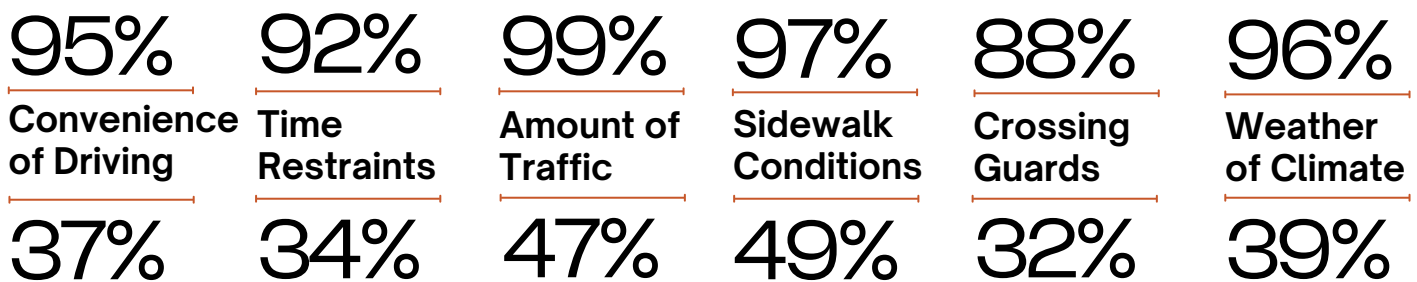 95% 92% 99% 97% 88% 96%
Convenience Time Amount of Sidewalk Crossing Weather
of Driving Restraints Traffic Conditions Guards of Climate
37% 34% 47% 49% 32% 39%